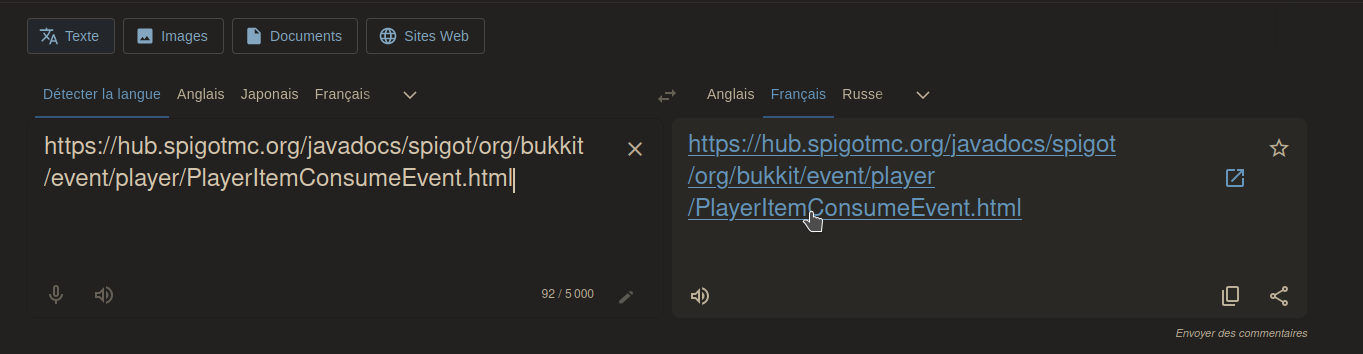 Texte
Images
Documents
Sites Web
Détecter la langue
Anglais
Japonais
Français
Anglais
Français
Russe
https://hub.spigotmc.org/javadocs/spigot/org/bukkit
/event/player/PlayerItemConsumeEvent.html
https://hub.spigotmc.org/javadocs/spigot
/org/bukkit/event/player
/PlayerItemConsumeEvent.html
92 / 5 000
Envoyer des commentaires